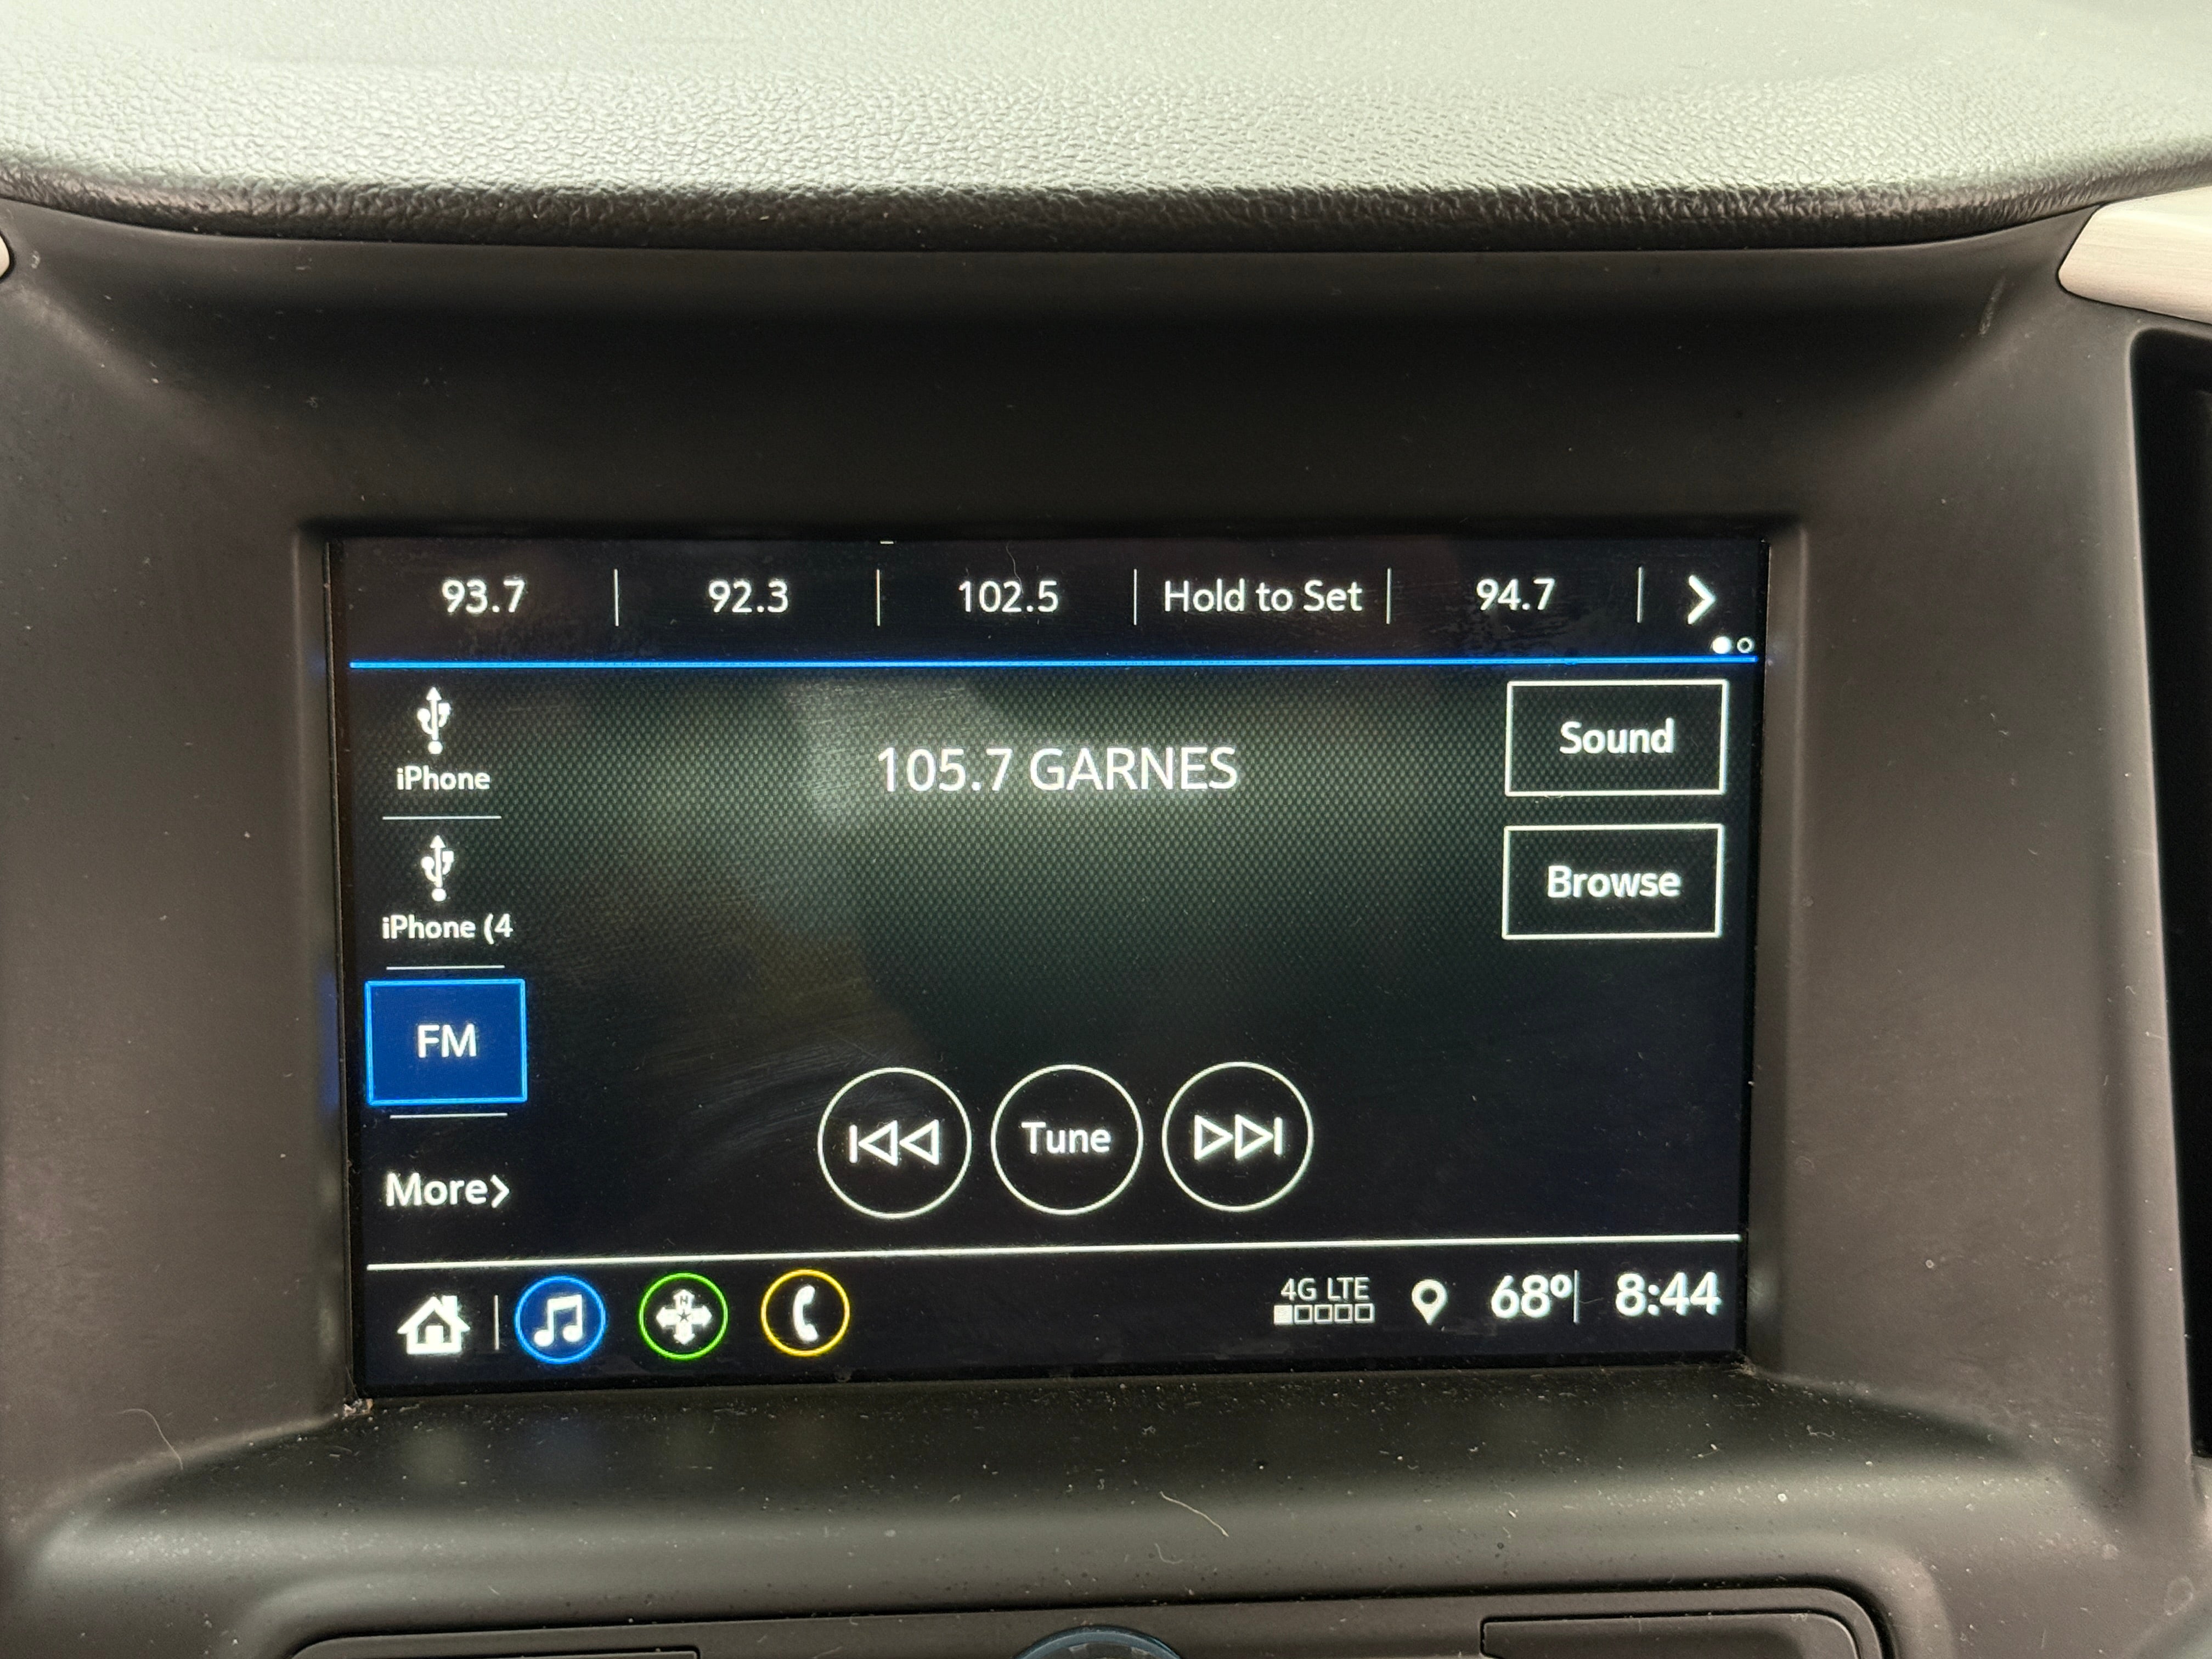 93.7 92.3 102.5 Hold to Set 94.7
105.7 GARNES
Sound
iPhone
Browse
iPhone (4
FM
Tune
More
4G LTE
68° 8:44